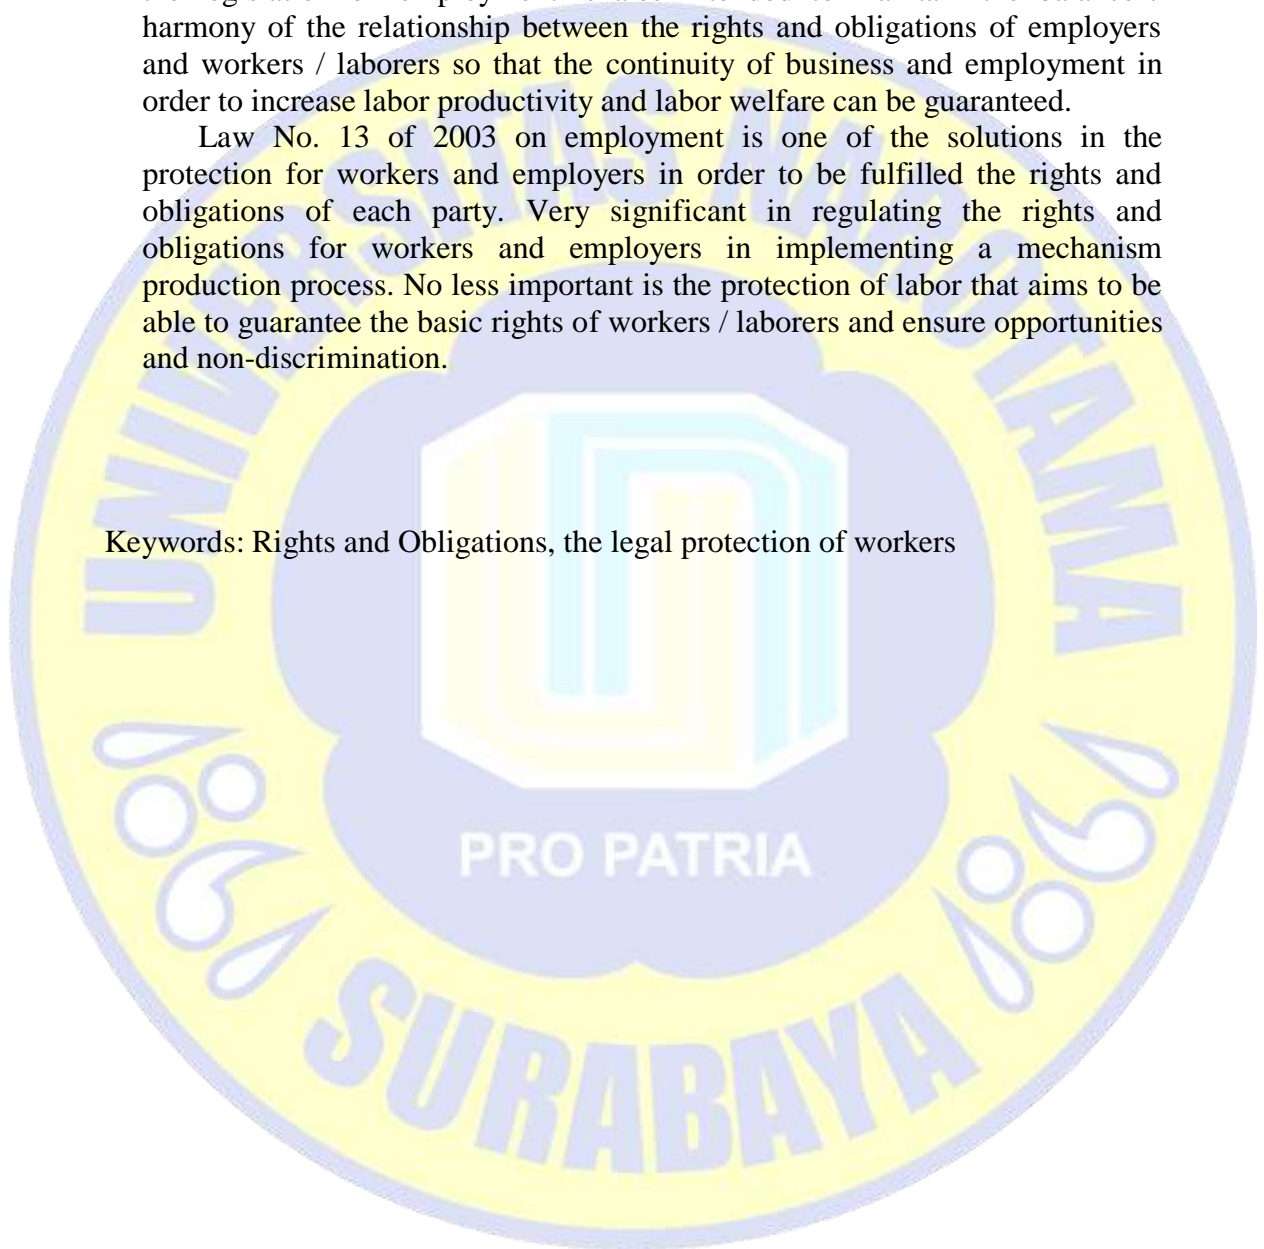 harmony of the relationship between the rights and obligations of employers
and workers / laborers so that the continuity of business and employment in
order to increase labor productivity and labor welfare can be guaranteed.
Law No. 13 of 2003 on employment is one of the solutions in the
protection for workers and employers in order to be fulfilled the rights and
obligations of each party. Very significant in regulating the rights and
obligations for workers and employers in implementing a mechanism
production process. No less important is the protection of labor that aims to be
able to guarantee the basic rights of workers / laborers and ensure opportunities
and non-discrimination.
Keywords: Rights and Obligations, the legal protection of workers
UNIVERSITAS NAROTAMA
PRO PATRIA
SURABAYA